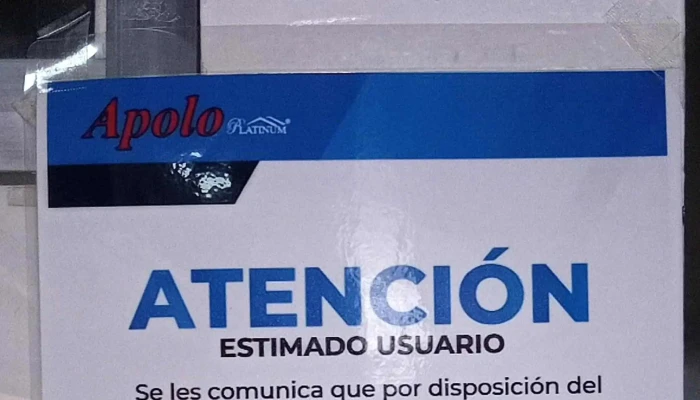 Apolo PLATINUM
ATENCIÓN
ESTIMADO USUARIO
Se les comunica que por disposición del